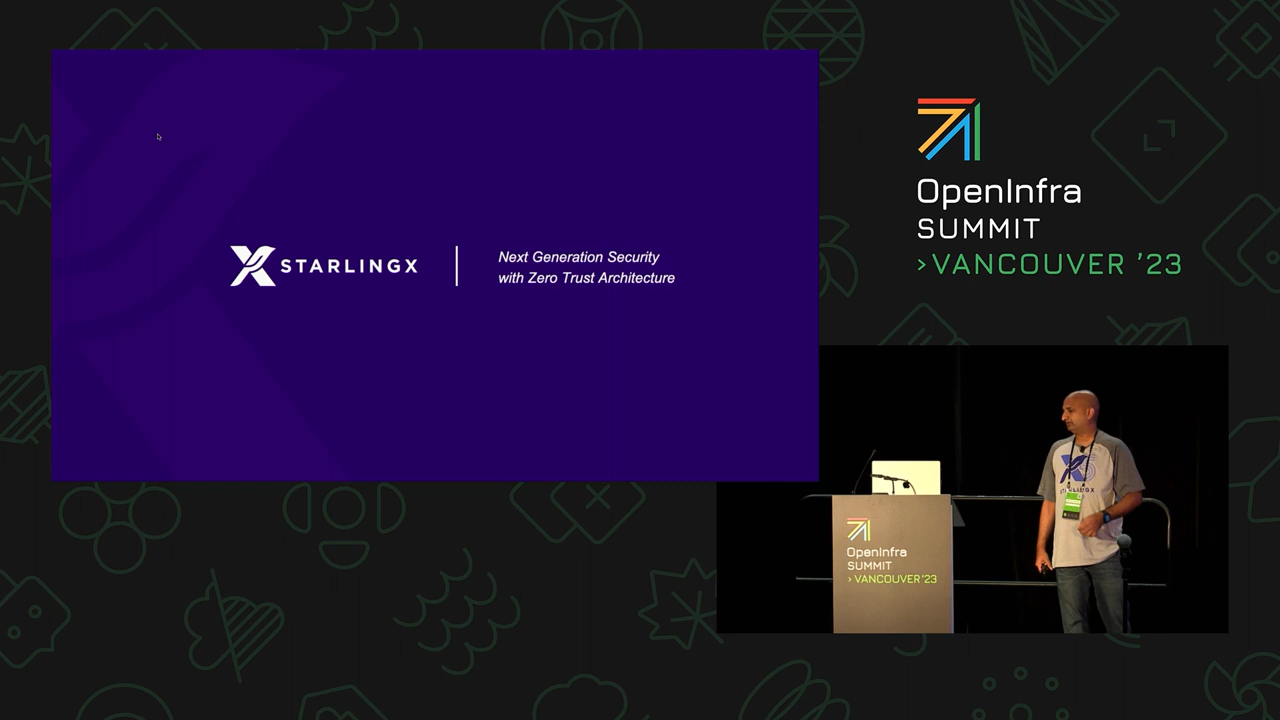 STARLINGX
Next Generation Security
with Zero Trust Architecture
OpenInfra
SUMMIT
>VANCOUVER '23
OpenInfra
SUMMIT
> VANCOUVER '23